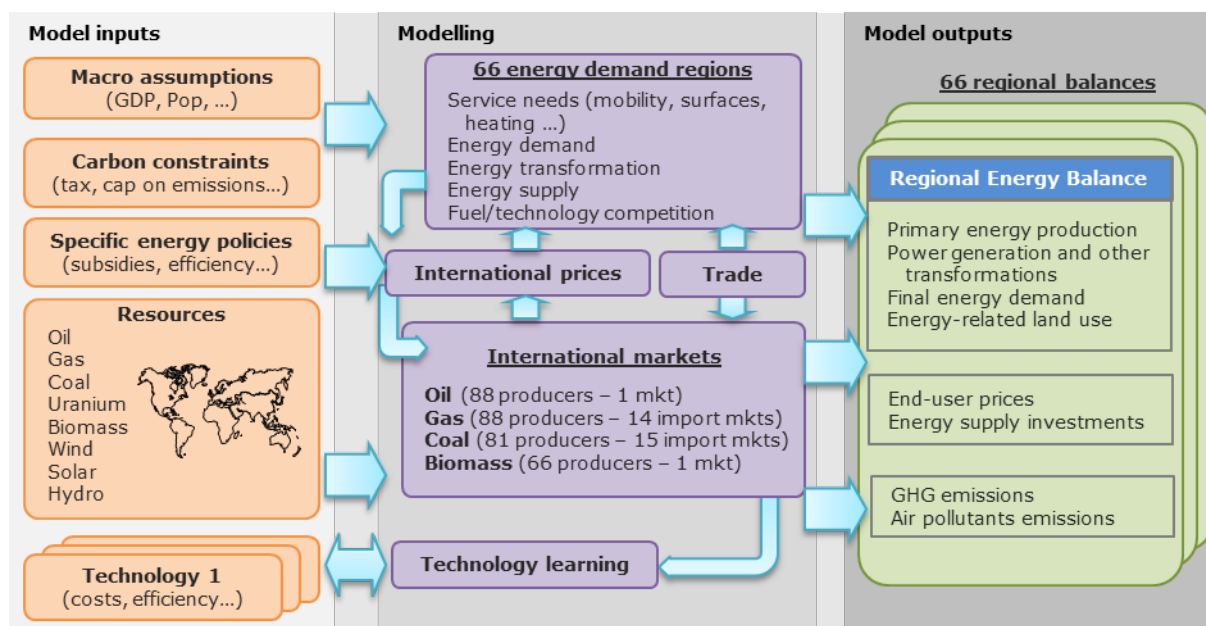 Model inputs
Macro assumptions
(GDP, Pop, ...)
Carbon constraints
(tax, cap on emissions...)
Specific energy policies
(subsidies, efficiency...)
Resources
Oil
Gas
Coal
Uranium
Biomass
Wind
Solar
Hydro
Technology 1
(costs, efficiency...)
Modelling
66 energy demand regions
Service needs (mobility, surfaces,
heating ...)
Energy demand
Energy transformation
Energy supply
Fuel/technology competition
International prices
Trade
International markets
Oil (88 producers – 1 mkt)
Gas (88 producers – 14 import mkts)
Coal (81 producers – 15 import mkts)
Biomass (66 producers – 1 mkt)
Technology learning
Model outputs
66 regional balances
Regional Energy Balance
Primary energy production
Power generation and other
transformations
Final energy demand
Energy-related land use
End-user prices
Energy supply investments
GHG emissions
Air pollutants emissions